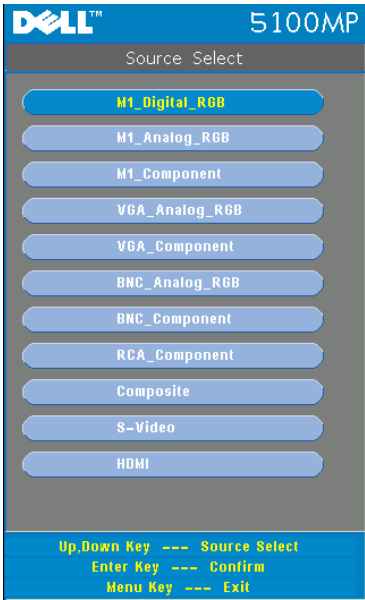 DELL™ 5100MP
Source Select
M1_Digital_RGB
M1_Analog_RGB
M1_Component
VGA_Analog_RGB
VGA_Component
BNC_Analog_RGB
BNC_Component
RCA_Component
Composite
S-Video
HDMI
Up,Down Key --- Source Select
Enter Key --- Confirm
Menu Key --- Exit